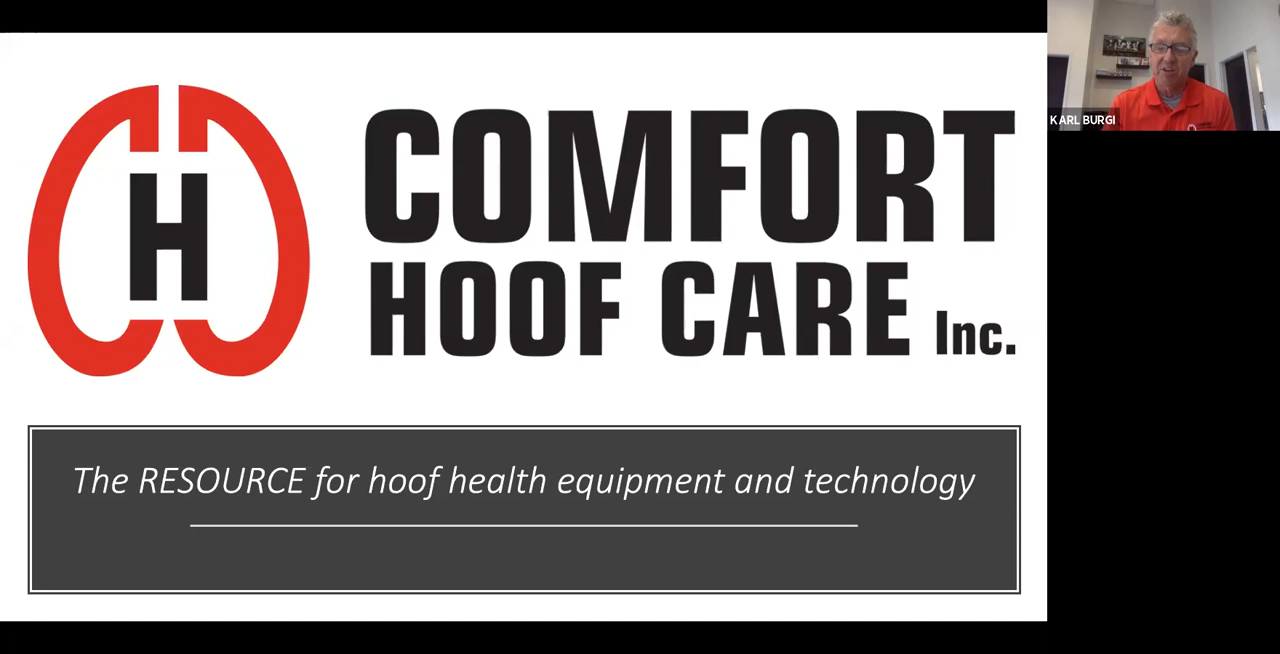 H
COMFORT
HOOF CARE Inc.
The RESOURCE for hoof health equipment and technology
KARL BURGI